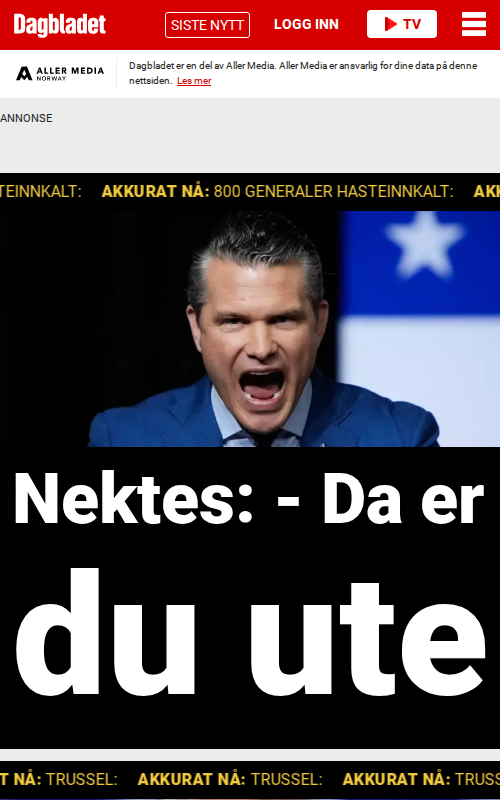 Dagbladet SISTE NYTT LOGG INN TV
ALLER MEDIA
NORWAY
Dagbladet er en del av Aller Media. Aller Media er ansvarlig for dine data på denne
nettsiden. Les mer
ANNONSE
TEINNKALT: AKKURAT NÅ: 800 GENERALER HASTEINNKALT: AKK
Nektes: - Da er
du ute
T NÅ: TRUSSEL: AKKURAT NÅ: TRUSSEL: AKKURAT NÅ: TRUSS